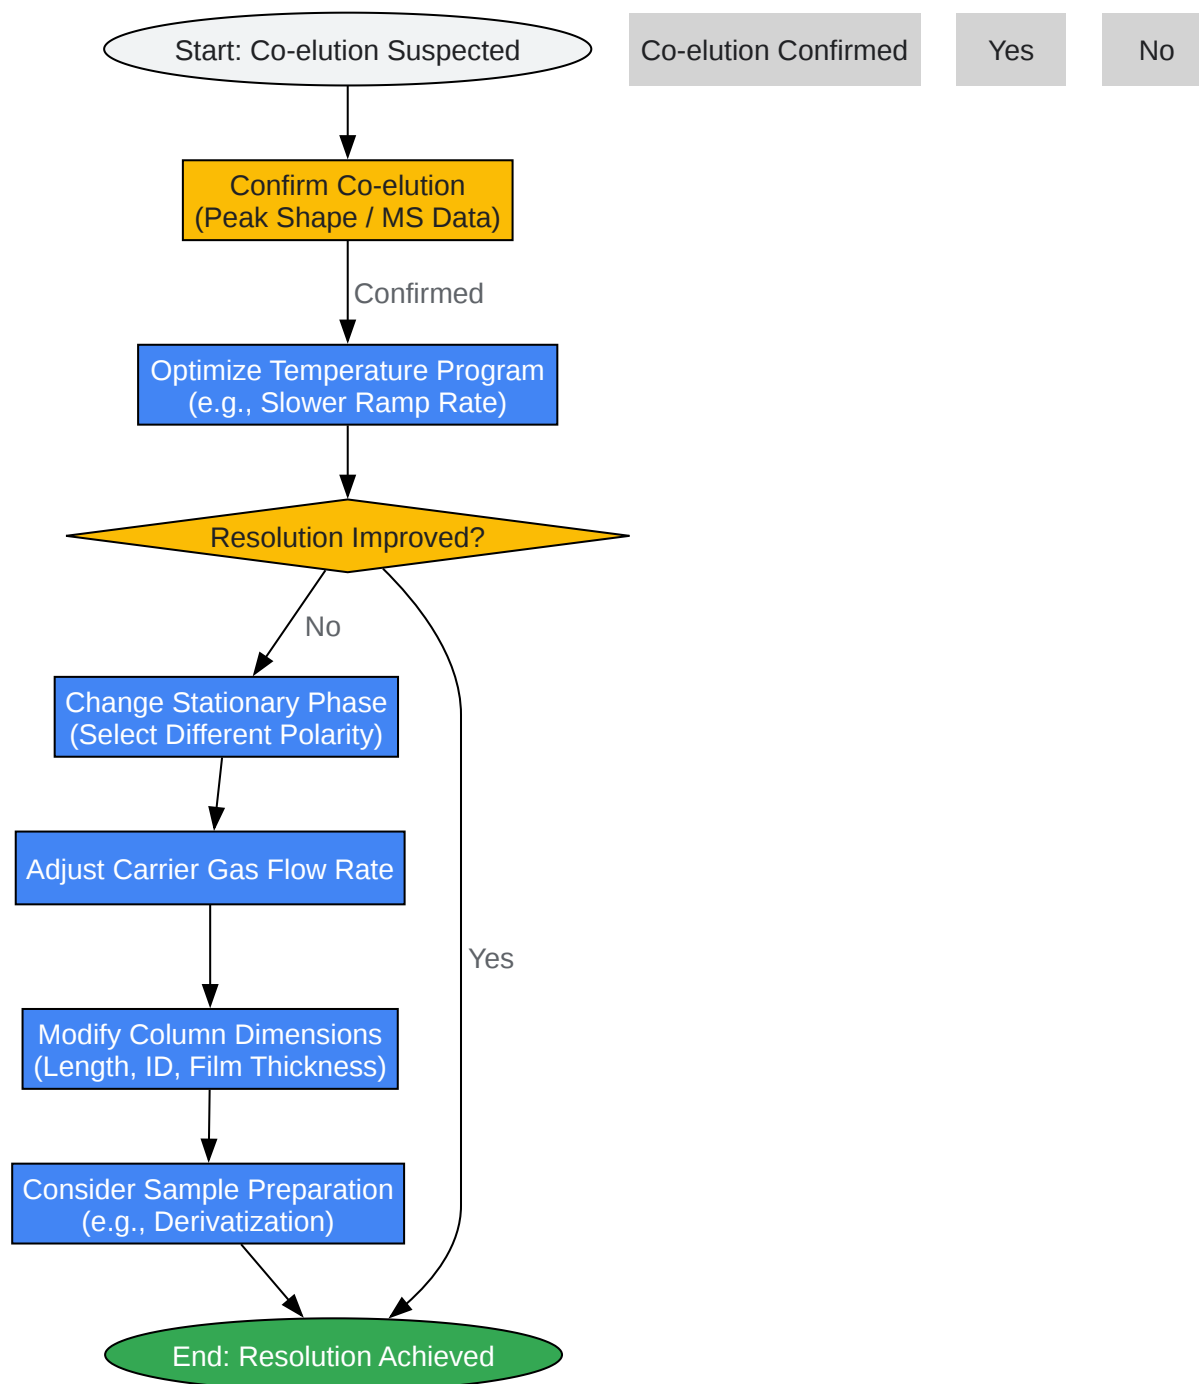 Start: Co-elution Suspected
Co-elution Confirmed
Yes
No
Confirm Co-elution
(Peak Shape / MS Data)
Confirmed
Optimize Temperature Program
(e.g., Slower Ramp Rate)
Resolution Improved?
No
Change Stationary Phase
(Select Different Polarity)
Adjust Carrier Gas Flow Rate
Yes
Modify Column Dimensions
(Length, ID, Film Thickness)
Consider Sample Preparation
(e.g., Derivatization)
End: Resolution Achieved